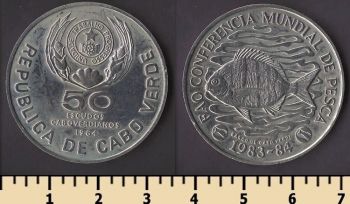 REPUBLICA DE CABO VERDE
50
ESCUDOS
CABOVERDIANOS
1984
FAO CONFERENCIA MUNDIAL DE PESCA
1983-84
1 2 3 4 5 6 7